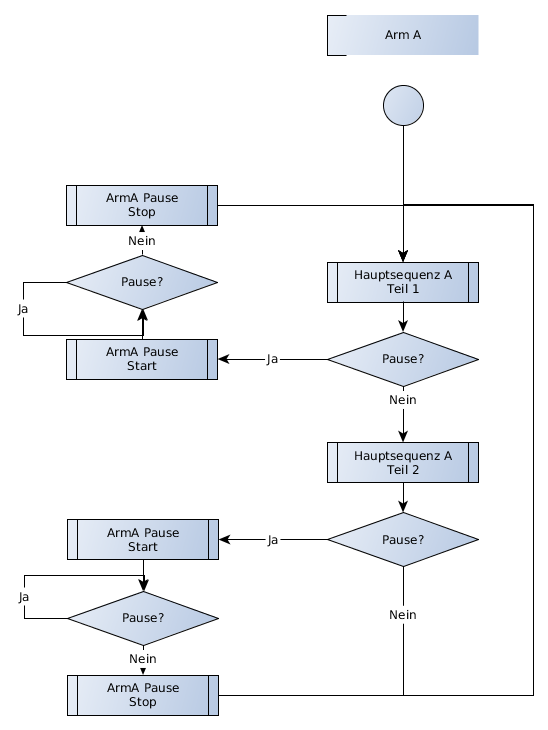 Arm A
ArmA Pause
Stop
Nein
Pause?
Ja
ArmA Pause
Start
Hauptsequenz A
Teil 1
Pause?
Ja
Nein
Hauptsequenz A
Teil 2
Pause?
Ja
Nein
ArmA Pause
Start
Pause?
Ja
Nein
ArmA Pause
Stop